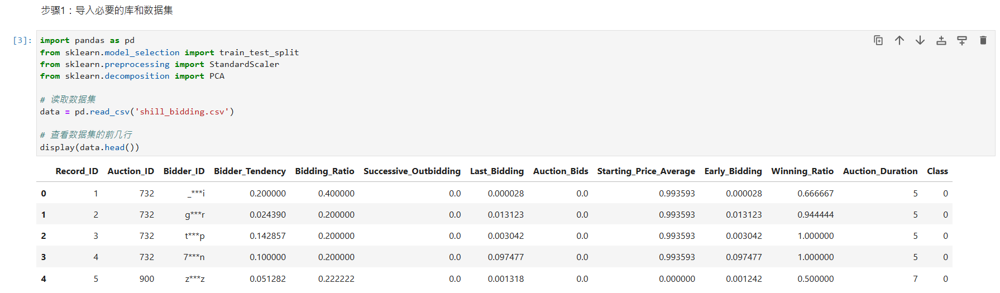 步骤1：导入必要的库和数据集
[3]:
import pandas as pd
from sklearn.model_selection import train_test_split
from sklearn.preprocessing import StandardScaler
from sklearn.decomposition import PCA
# 读取数据集
data = pd.read_csv('shill_bidding.csv')
# 查看数据集的前几行
display(data.head())
Record_ID Auction_ID Bidder_ID Bidder_Tendency Bidding_Ratio Successive_Outbidding Last_Bidding Auction_Bids Starting_Price_Average Early_Bidding Winning_Ratio Auction_Duration Class
0 1 732 _***i 0.200000 0.400000 0.0 0.000028 0.0 0.993593 0.000028 0.666667 5 0
1 2 732 g***r 0.024390 0.200000 0.0 0.013123 0.0 0.993593 0.013123 0.944444 5 0
2 3 732 t***p 0.142857 0.200000 0.0 0.003042 0.0 0.993593 0.003042 1.000000 5 0
3 4 732 7***n 0.100000 0.200000 0.0 0.097477 0.0 0.993593 0.097477 1.000000 5 0
4 5 900 z***z 0.051282 0.222222 0.0 0.001318 0.0 0.000000 0.001242 0.500000 7 0